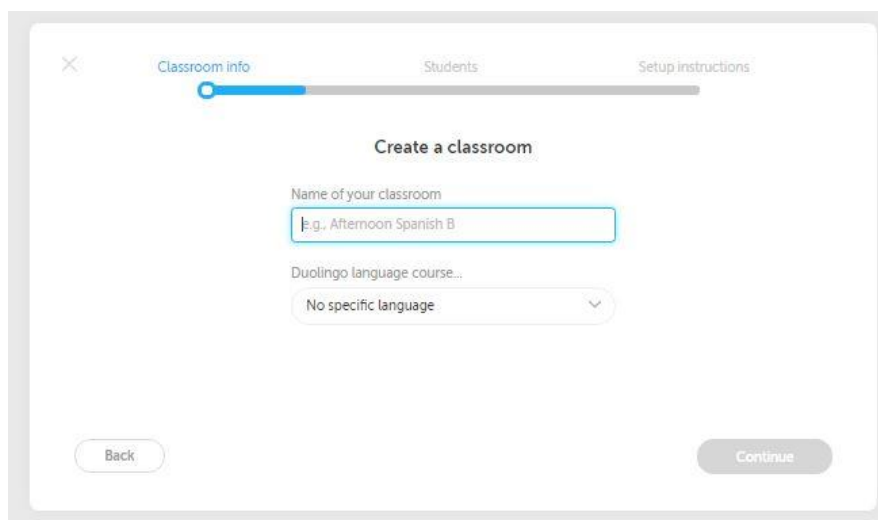 Classroom info Students Setup instructions
Create a classroom
Name of your classroom
e.g., Afternoon Spanish B
Duolingo language course...
No specific language
Back Continue